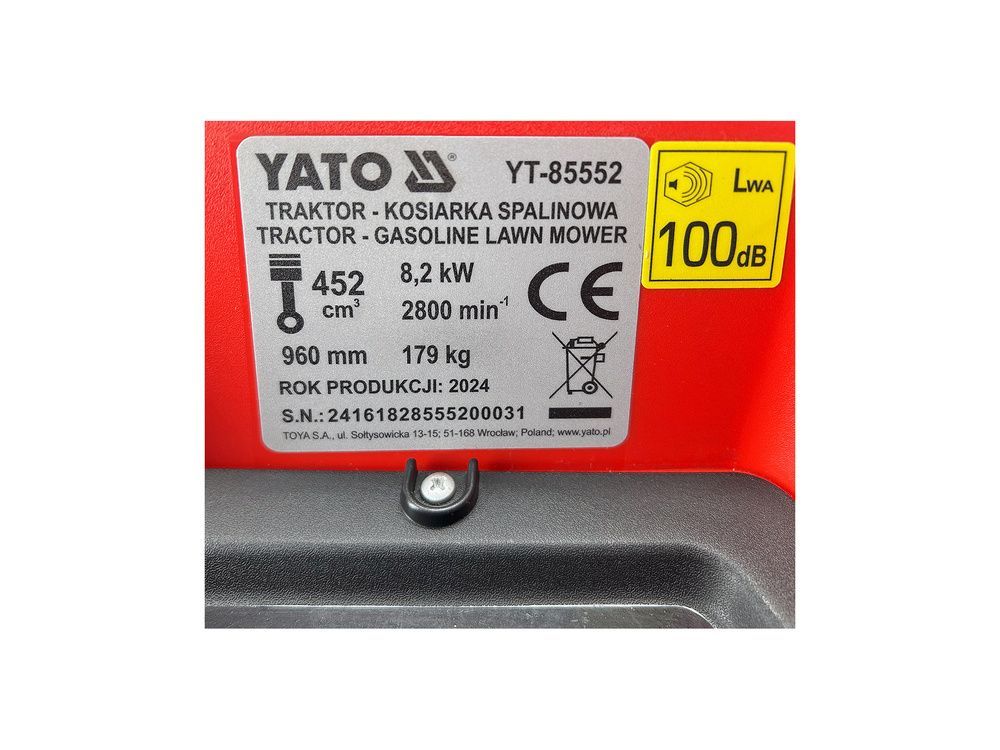 YATO ® YT-85552
TRAKTOR - KOSIARKA SPALINOWA
TRACTOR - GASOLINE LAWN MOWER
452 cm³
8,2 kW
2800 min⁻¹
CE
960 mm 179 kg
ROK PRODUKCJI: 2024
S.N.: 24161828555200031
TOYA S.A., ul. Sołtysowicka 13-15; 51-168 Wrocław; Poland; www.yato.pl
LWA
100dB